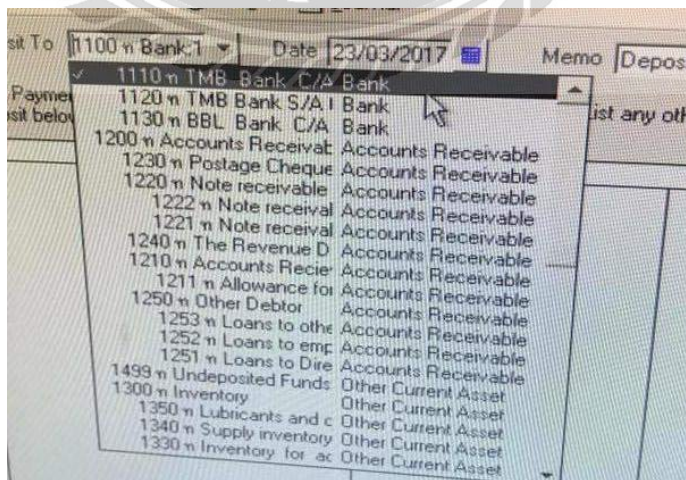 sit To 1100 ท Bank:1 Date 23/03/2017 Memo Depos
Paymer
sit below
ist any oth
✓ 1110 ท TMB Bank C/A Bank
1120 ท TMB Bank S/A I Bank
1130 ท BBL Bank C/A Bank
1200 ท Accounts Receivat Accounts Receivable
1230 ท Postage Cheque Accounts Receivable
1220 ท Note receivable Accounts Receivable
1222 ท Note receival Accounts Receivable
1221 ท Note receival Accounts Receivable
1240 ท The Revenue D Accounts Receivable
1210 ท Accounts Recier Accounts Receivable
1211 ท Allowance for Accounts Receivable
1250 ท Other Debtor Accounts Receivable
1253 ท Loans to othe Accounts Receivable
1252 ท Loans to emp Accounts Receivable
1251 ท Loans to Dire Accounts Receivable
1499 ท Undeposited Funds Other Current Asset
1300 ท Inventory Other Current Asset
1350 ท Lubricants and c Other Current Asset
1340 ท Supply inventory Other Current Asset
1330 ท Inventory for ac Other Current Asset